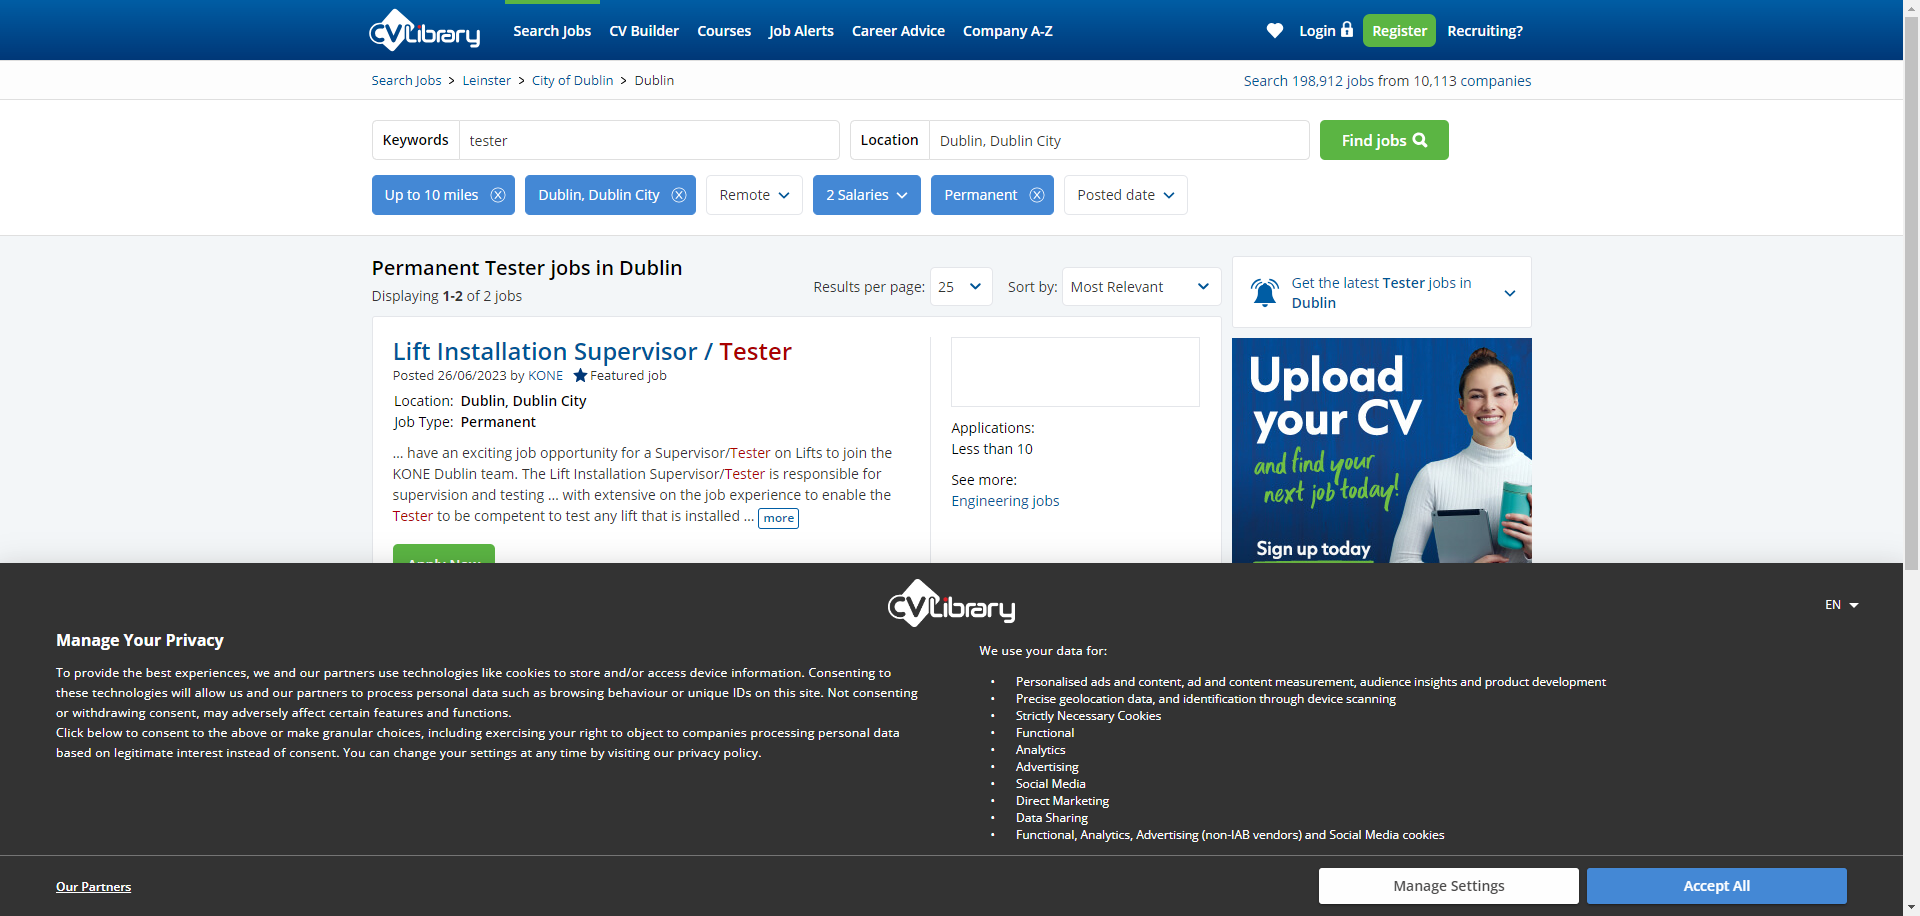 CV Library
Search Jobs
CV Builder
Courses
Job Alerts
Career Advice
Company A-Z
Login
Register
Recruiting?
Search Jobs > Leinster > City of Dublin > Dublin
Search 198,912 jobs from 10,113 companies
Keywords
tester
Location
Dublin, Dublin City
Find jobs
Up to 10 miles
Dublin, Dublin City
Remote
2 Salaries
Permanent
Posted date
Permanent Tester jobs in Dublin
Displaying 1-2 of 2 jobs
Results per page: 25
Sort by: Most Relevant
Get the latest Tester jobs in
Dublin
Lift Installation Supervisor / Tester
Posted 26/06/2023 by KONE Featured job
Location: Dublin, Dublin City
Job Type: Permanent
... have an exciting job opportunity for a Supervisor/Tester on Lifts to join the
KONE Dublin team. The Lift Installation Supervisor/Tester is responsible for
supervision and testing ... with extensive on the job experience to enable the
Tester to be competent to test any lift that is installed ... more
Apply Now
Applications:
Less than 10
See more:
Engineering jobs
Upload
your CV
and find your
next job today!
Sign up today
CV Library
EN
Manage Your Privacy
To provide the best experiences, we and our partners use technologies like cookies to store and/or access device information. Consenting to
these technologies will allow us and our partners to process personal data such as browsing behaviour or unique IDs on this site. Not consenting
or withdrawing consent, may adversely affect certain features and functions.
Click below to consent to the above or make granular choices, including exercising your right to object to companies processing personal data
based on legitimate interest instead of consent. You can change your settings at any time by visiting our privacy policy.
We use your data for:
• Personalised ads and content, ad and content measurement, audience insights and product development
• Precise geolocation data, and identification through device scanning
• Strictly Necessary Cookies
• Functional
• Analytics
• Advertising
• Social Media
• Direct Marketing
• Data Sharing
• Functional, Analytics, Advertising (non-IAB vendors) and Social Media cookies
Our Partners
Manage Settings
Accept All